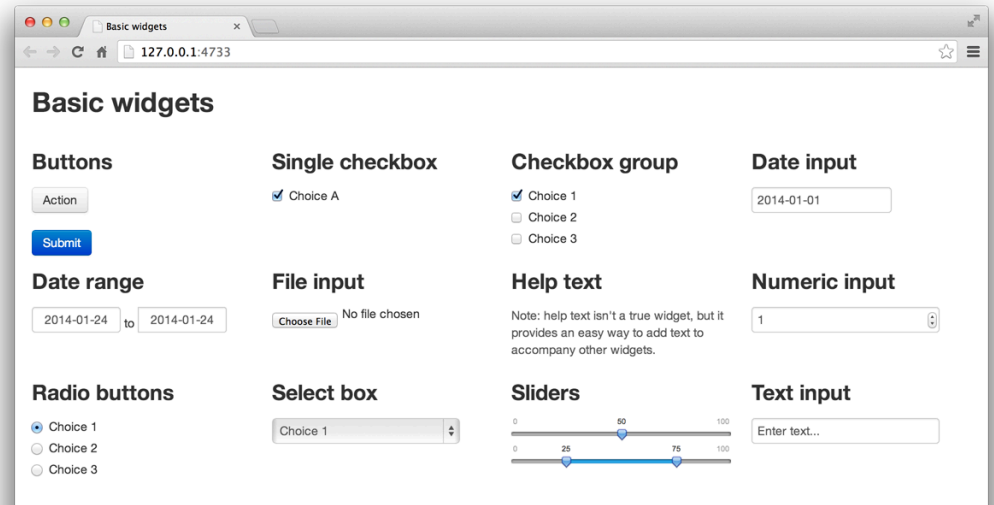 Basic widgets
127.0.0.1:4733
Basic widgets
Buttons
Action
Submit
Single checkbox
Choice A
Checkbox group
Choice 1
Choice 2
Choice 3
Date input
2014-01-01
Date range
2014-01-24 to 2014-01-24
File input
Choose File No file chosen
Help text
Note: help text isn't a true widget, but it
provides an easy way to add text to
accompany other widgets.
Numeric input
1
Radio buttons
Choice 1
Choice 2
Choice 3
Select box
Choice 1
Sliders
0 50 100
0 25 75 100
Text input
Enter text...